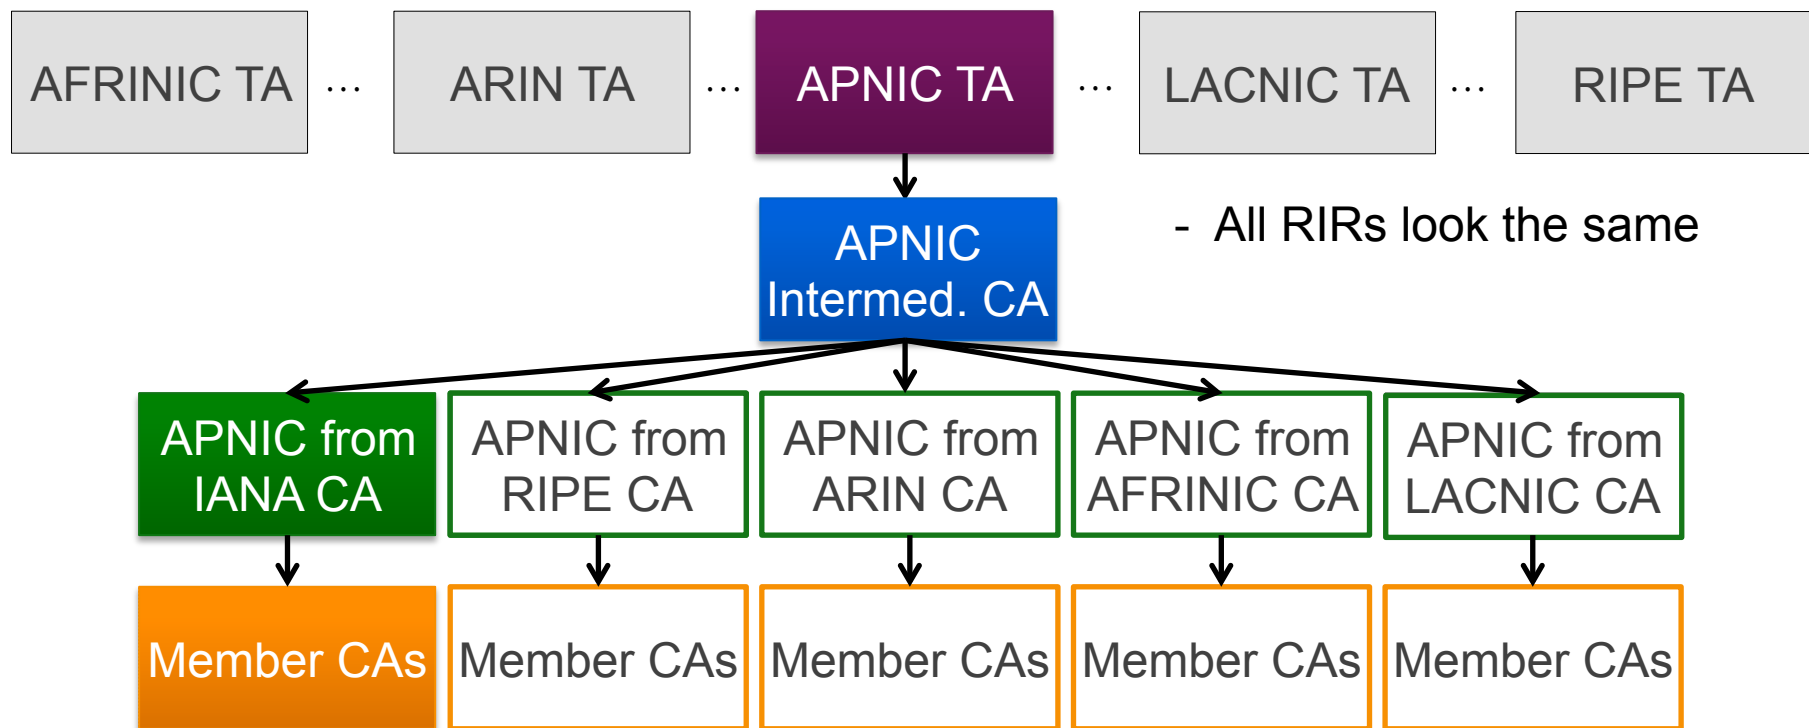 AFRINIC TA ... ARIN TA ... APNIC TA ... LACNIC TA ... RIPE TA
APNIC
Intermed. CA
- All RIRs look the same
APNIC from
IANA CA
APNIC from
RIPE CA
APNIC from
ARIN CA
APNIC from
AFRINIC CA
APNIC from
LACNIC CA
Member CAs
Member CAs
Member CAs
Member CAs
Member CAs